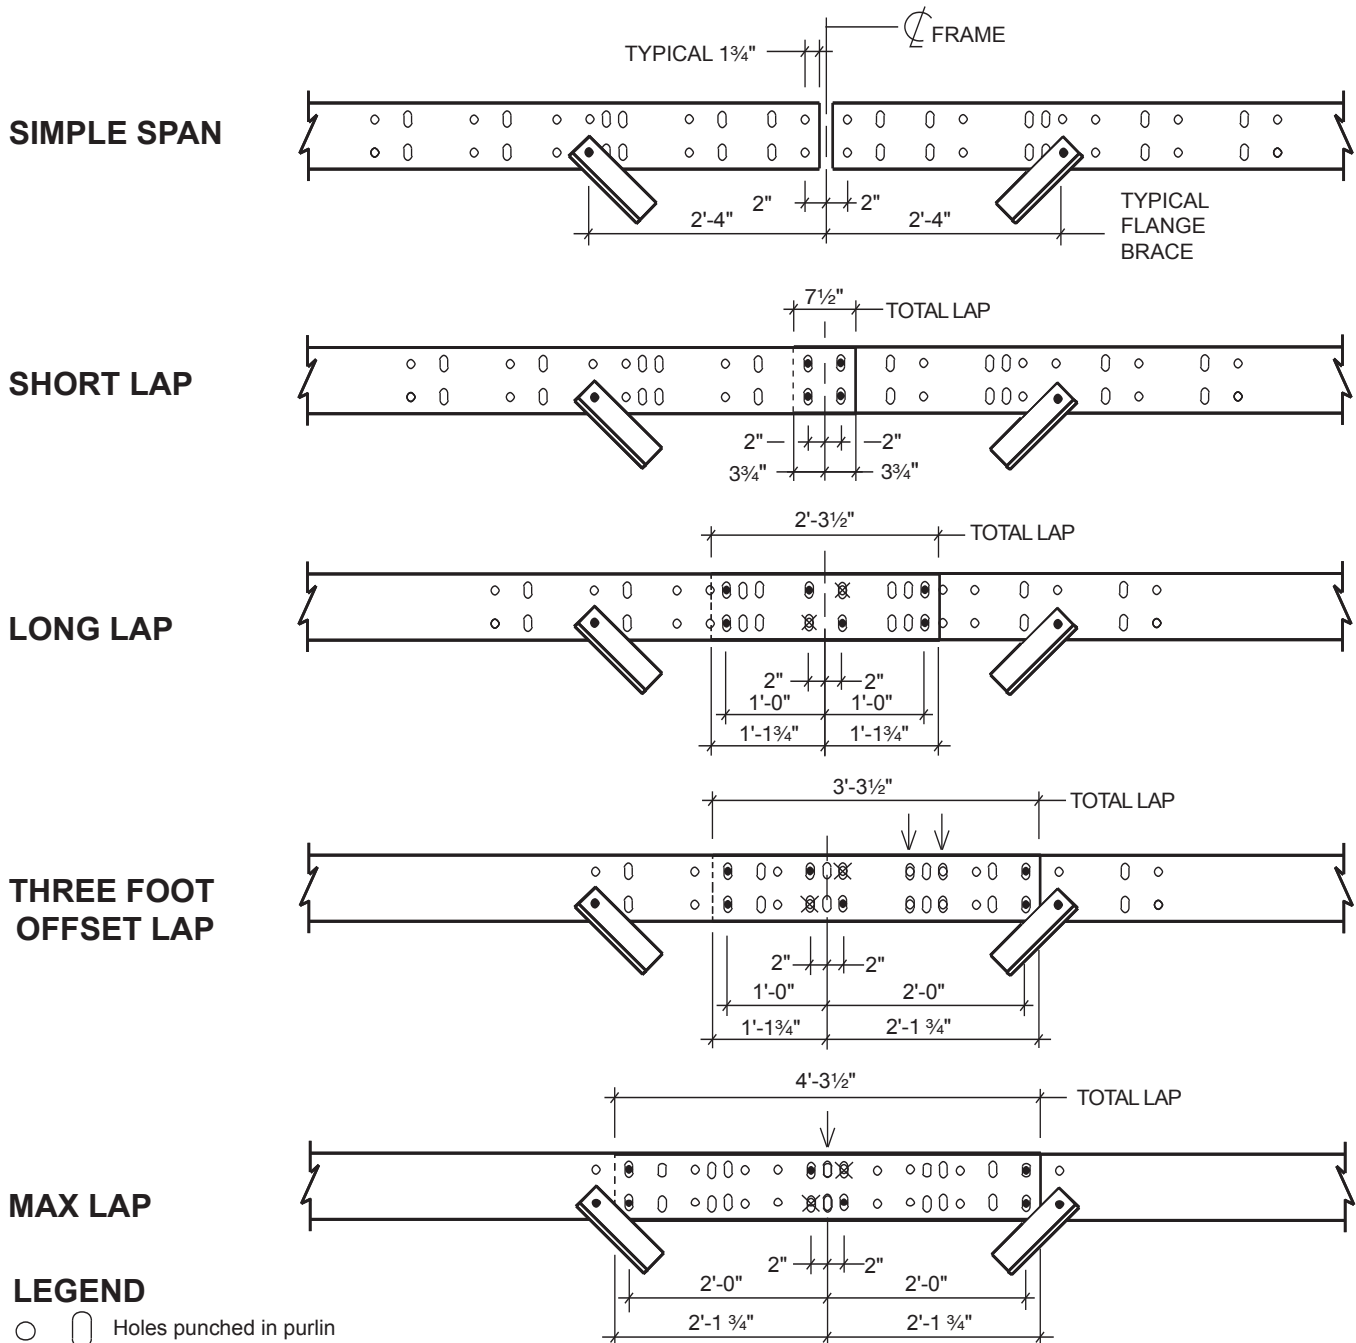 ℄ FRAME
TYPICAL 1¾"
SIMPLE SPAN
2" 2"
2'-4" 2'-4"
TYPICAL
FLANGE
BRACE
7½" TOTAL LAP
SHORT LAP
2" 2"
3¾" 3¾"
2'-3½" TOTAL LAP
LONG LAP
2" 2"
1'-0" 1'-0"
1'-1¾" 1'-1¾"
3'-3½" TOTAL LAP
THREE FOOT
OFFSET LAP
2" 2"
1'-0" 2'-0"
1'-1¾" 2'-1 ¾"
4'-3½" TOTAL LAP
MAX LAP
2" 2"
2'-0" 2'-0"
2'-1 ¾" 2'-1 ¾"
LEGEND
Holes punched in purlin